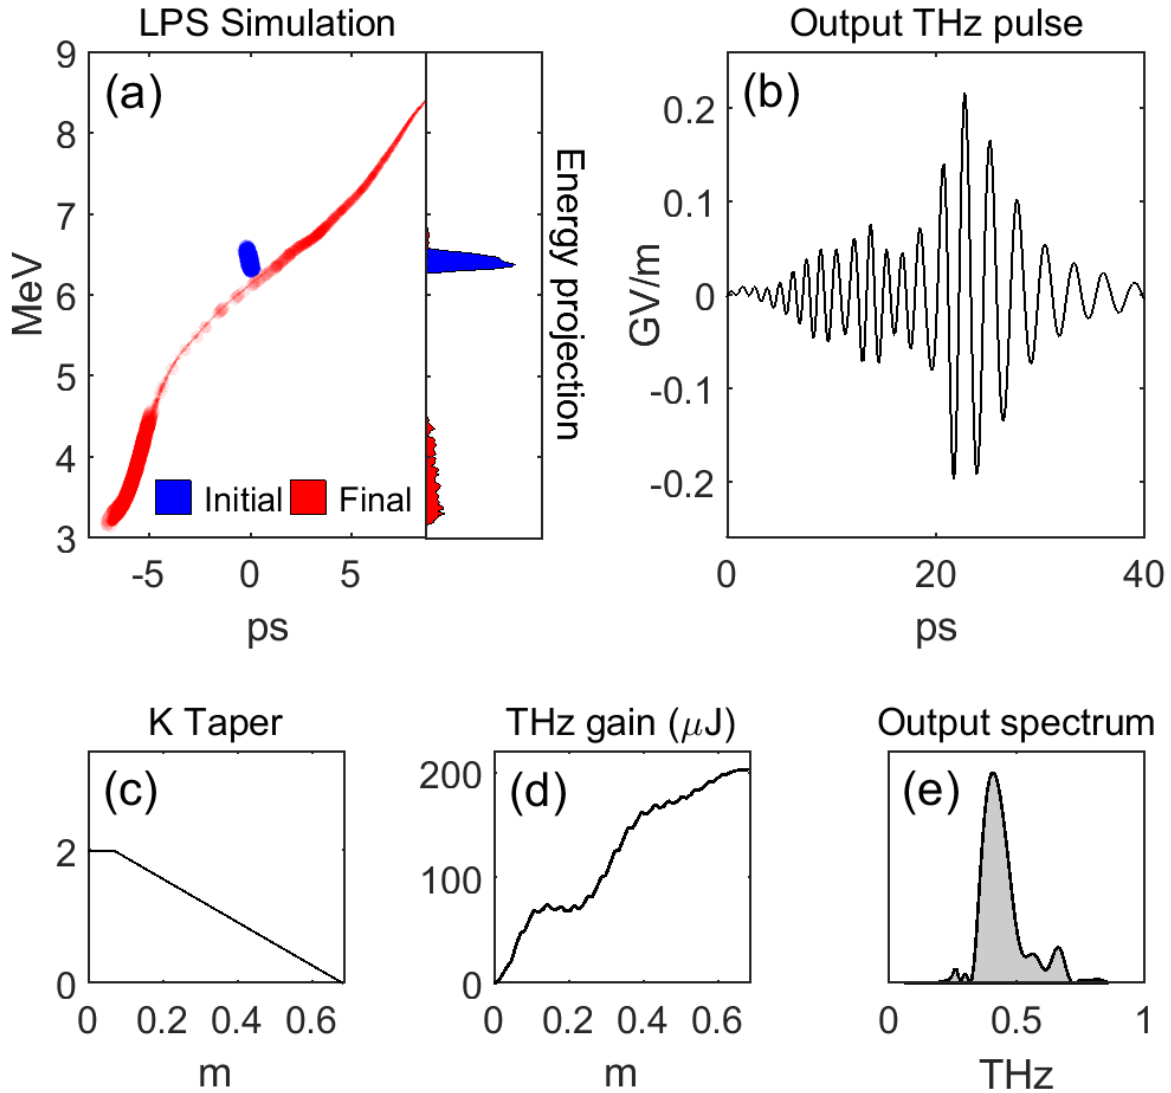 LPS Simulation
(a)
9
8
7
6
5
4
3
MeV
-5 0 5
ps
Initial Final
Energy projection
Output THz pulse
(b)
0.2
0.1
0
-0.1
-0.2
GV/m
0 20 40
ps
K Taper
(c)
2
0
0 0.2 0.4 0.6
m
THz gain (μJ)
(d)
200
100
0
0 0.2 0.4 0.6
m
Output spectrum
(e)
0 0.5 1
THz